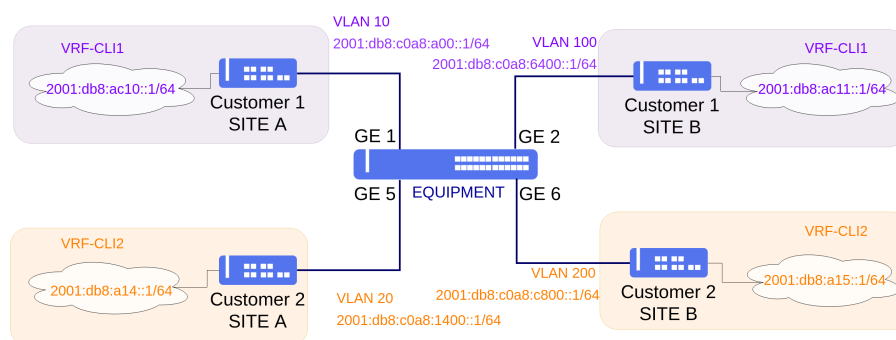 VLAN 10
2001:db8:c0a8:a00::1/64
VRF-CLI1
2001:db8:ac10::1/64
Customer 1
SITE A
VLAN 100
2001:db8:c0a8:6400::1/64
VRF-CLI1
2001:db8:ac11::1/64
Customer 1
SITE B
GE 1
GE 2
EQUIPMENT
GE 5
GE 6
VRF-CLI2
2001:db8:a14::1/64
Customer 2
SITE A
VLAN 20
2001:db8:c0a8:1400::1/64
VLAN 200
2001:db8:c0a8:c800::1/64
VRF-CLI2
2001:db8:a15::1/64
Customer 2
SITE B